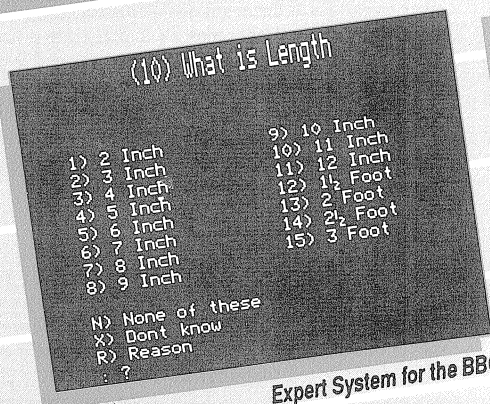 (10) What is Length
1) 2 Inch
2) 3 Inch
3) 4 Inch
4) 5 Inch
5) 6 Inch
6) 7 Inch
7) 8 Inch
8) 9 Inch
9) 10 Inch
10) 11 Inch
11) 12 Inch
12) 1½ Foot
13) 2 Foot
14) 2½ Foot
15) 3 Foot
N) None of these
X) Dont know
R) Reason
: ?
Expert System for the BB